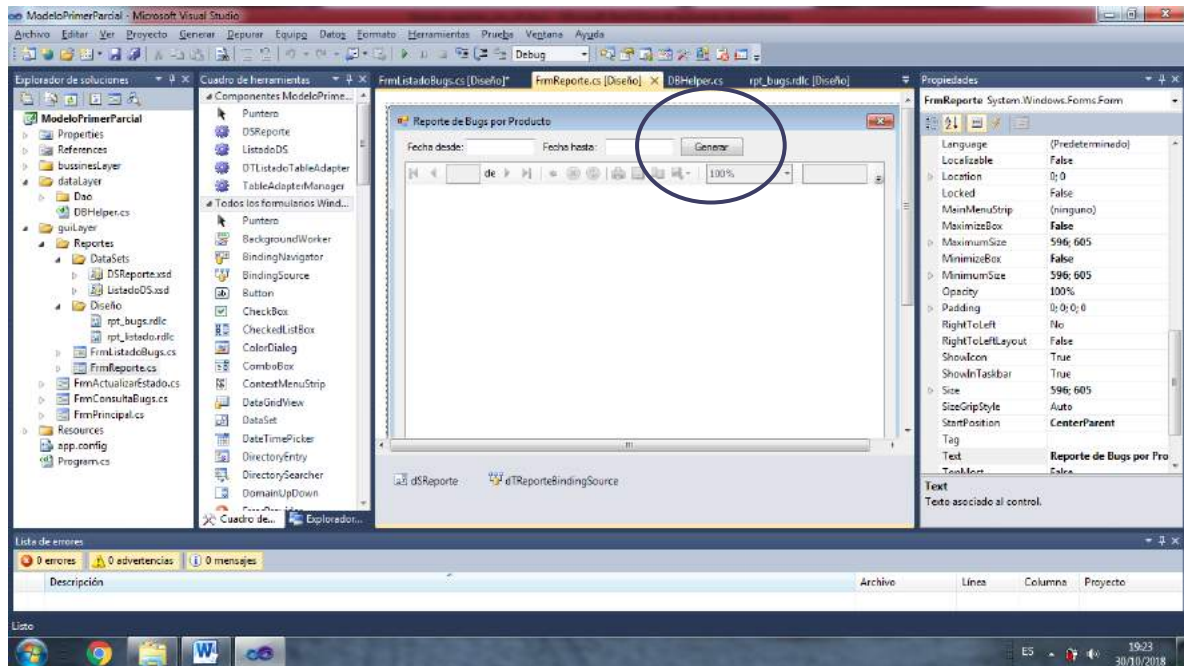 ModeloPrimerParcial - Microsoft Visual Studio
Archivo Editar Ver Proyecto Generar Depurar Equipo Datos Formato Herramientas Prueba Ventana Ayuda
Debug
Explorador de soluciones
ModeloPrimerParcial
Properties
References
bussinesLayer
dataLayer
Dao
DBHelper.cs
guiLayer
Reportes
DataSets
DSReporte.xsd
ListadoDS.xsd
Diseño
rpt_bugs.rdlc
rpt_listado.rdlc
FrmListadoBugs.cs
FrmReporte.cs
FrmActualizarEstado.cs
FrmConsultaBugs.cs
FrmPrincipal.cs
Resources
app.config
Program.cs
Cuadro de herramientas
Componentes ModeloPrime...
Puntero
DSReporte
ListadoDS
DTListadoTableAdapter
TableAdapterManager
Todos los formularios Wind...
Puntero
BackgroundWorker
BindingNavigator
BindingSource
Button
CheckBox
CheckedListBox
ColorDialog
ComboBox
ContextMenuStrip
DataGridView
DataSet
DateTimePicker
DirectoryEntry
DirectorySearcher
DomainUpDown
Cuadro de... Explorador...
FrmListadoBugs.cs [Diseño]* FrmReporte.cs [Diseño] DBHelper.cs rpt_bugs.rdlc [Diseño]
Reporte de Bugs por Producto
Fecha desde: Fecha hasta: Generar
de 100%
dSReporte dTReporteBindingSource
Propiedades
FrmReporte System.Windows.Forms.Form
Language (Predeterminado)
Localizable False
Location 0; 0
Locked False
MainMenuStrip (ninguno)
MaximizeBox False
MaximumSize 596; 605
MinimizeBox False
MinimumSize 596; 605
Opacity 100%
Padding 0; 0; 0; 0
RightToLeft No
RightToLeftLayout False
ShowIcon True
ShowInTaskbar True
Size 596; 605
SizeGripStyle Auto
StartPosition CenterParent
Tag
Text Reporte de Bugs por Pro
Text
Texto asociado al control.
Lista de errores
0 errores 0 advertencias 0 mensajes
Descripción Archivo Línea Columna Proyecto
Listo
ES 19:23
30/10/2018